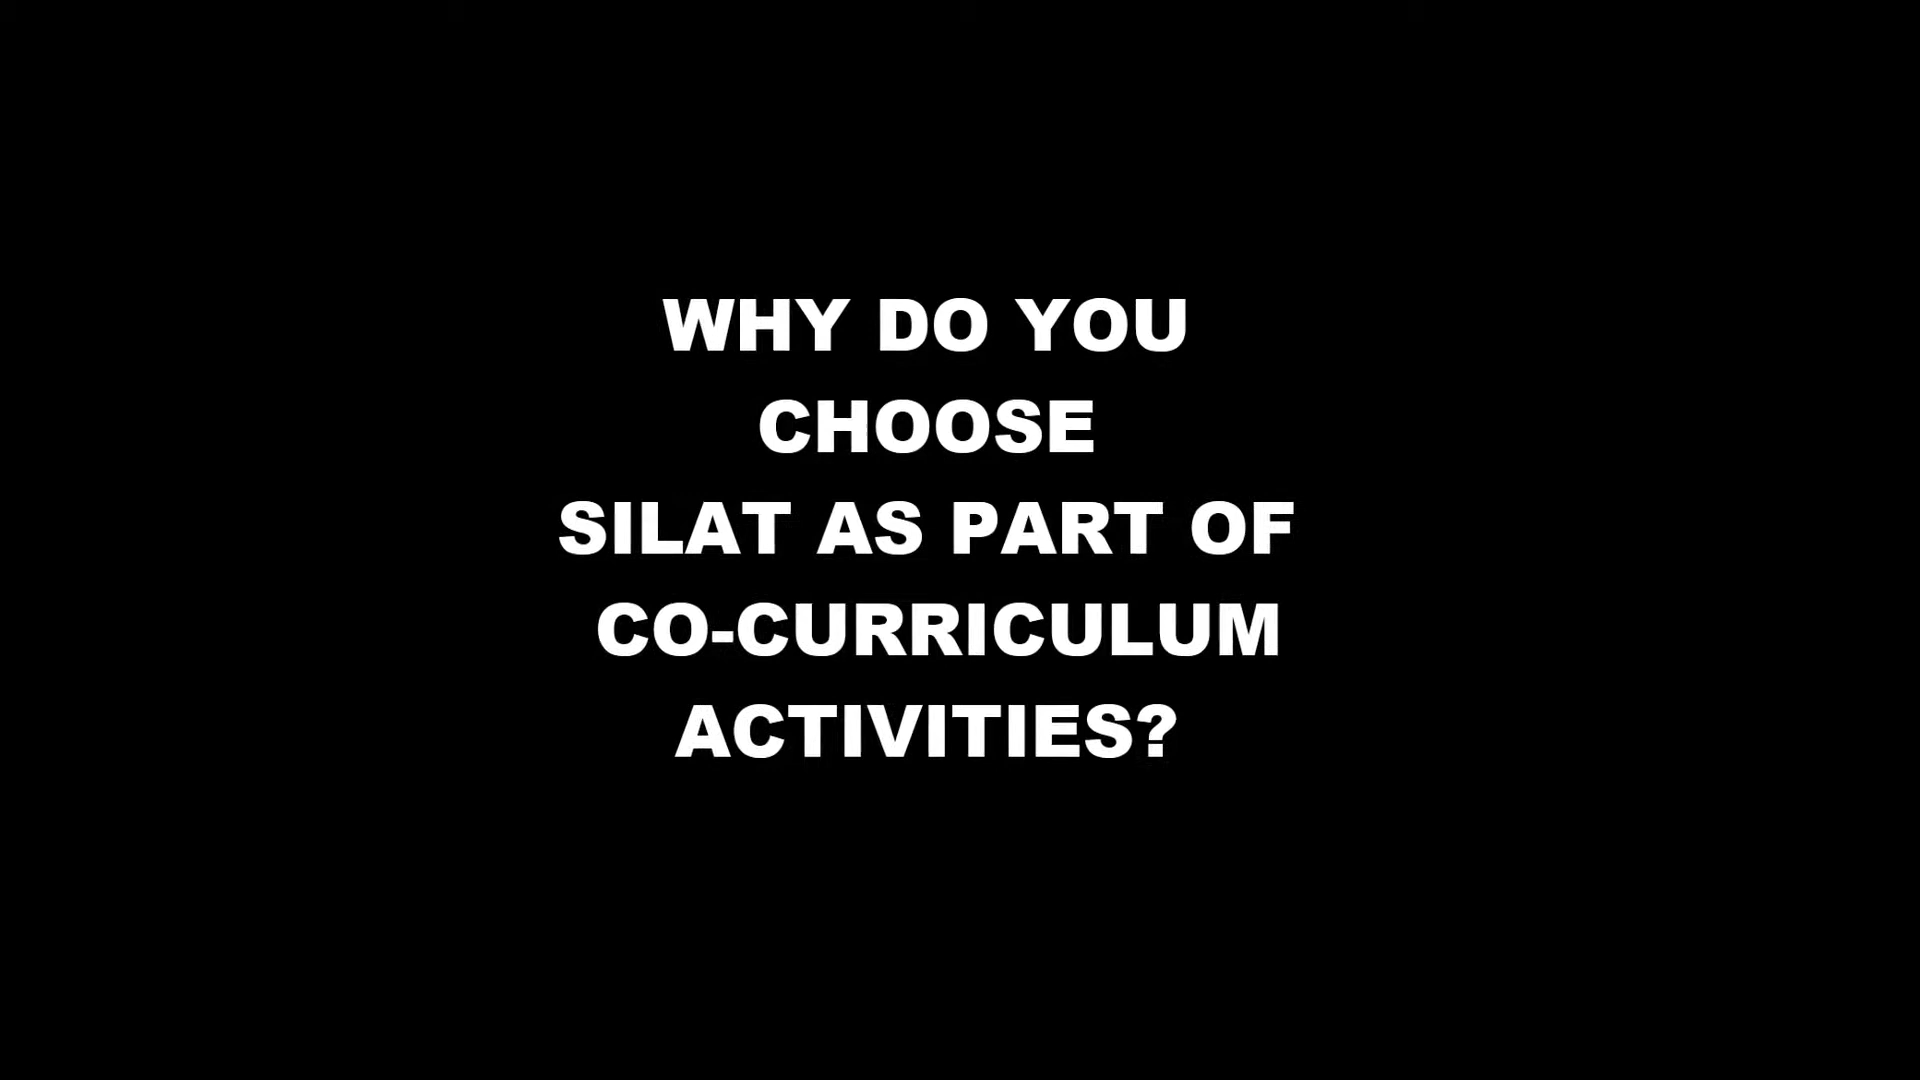 WHY DO YOU
CHOOSE
SILAT AS PART OF
CO-CURRICULUM
ACTIVITIES?